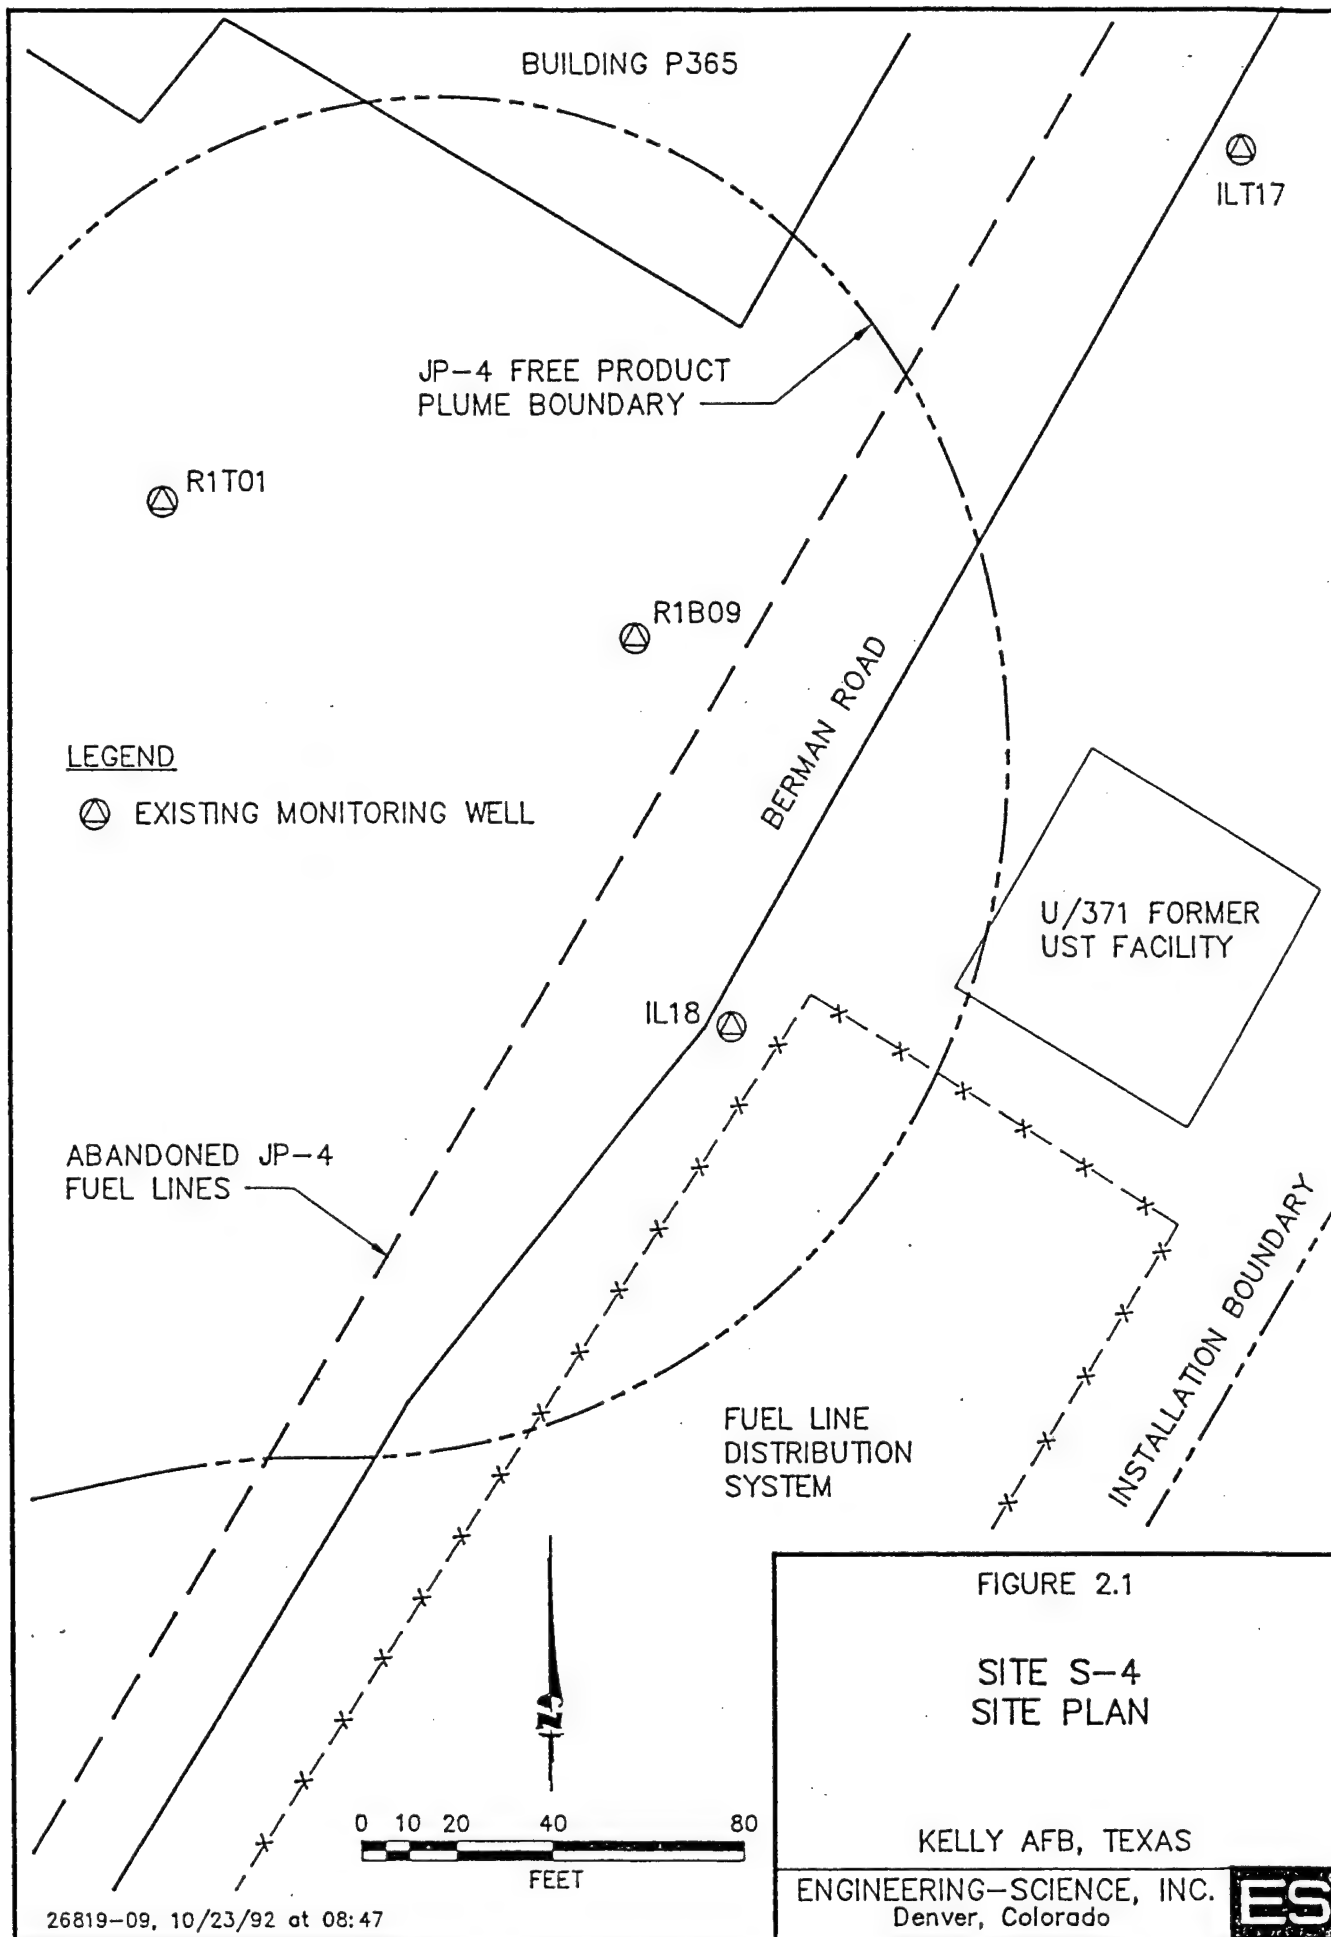 BUILDING P365
ILT17
JP-4 FREE PRODUCT
PLUME BOUNDARY
R1T01
R1B09
BERMAN ROAD
LEGEND
EXISTING MONITORING WELL
U/371 FORMER
UST FACILITY
IL18
ABANDONED JP-4
FUEL LINES
INSTALLATION BOUNDARY
FUEL LINE
DISTRIBUTION
SYSTEM
N
0 10 20 40 80
FEET
26819-09, 10/23/92 at 08:47
FIGURE 2.1
SITE S-4
SITE PLAN
KELLY AFB, TEXAS
ENGINEERING-SCIENCE, INC.
Denver, Colorado
ES